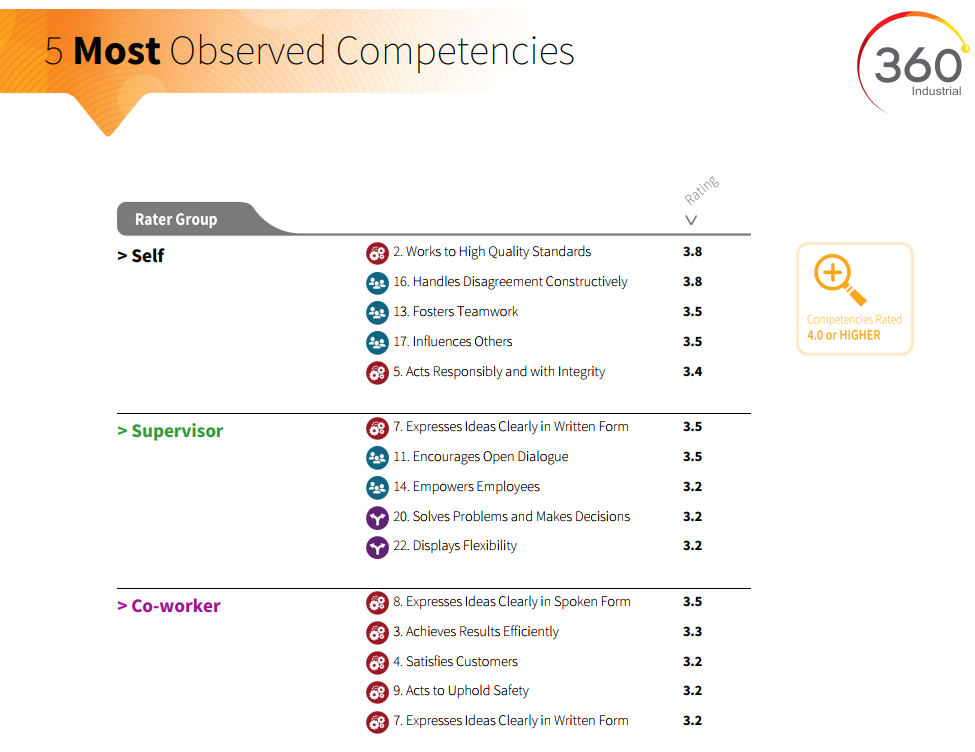 5 Most Observed Competencies
360
Industrial
Rating
Rater Group
> Self
2. Works to High Quality Standards 3.8
16. Handles Disagreement Constructively 3.8
13. Fosters Teamwork 3.5
17. Influences Others 3.5
5. Acts Responsibly and with Integrity 3.4
Competencies Rated
4.0 or HIGHER
> Supervisor
7. Expresses Ideas Clearly in Written Form 3.5
11. Encourages Open Dialogue 3.5
14. Empowers Employees 3.2
20. Solves Problems and Makes Decisions 3.2
22. Displays Flexibility 3.2
> Co-worker
8. Expresses Ideas Clearly in Spoken Form 3.5
3. Achieves Results Efficiently 3.3
4. Satisfies Customers 3.2
9. Acts to Uphold Safety 3.2
7. Expresses Ideas Clearly in Written Form 3.2